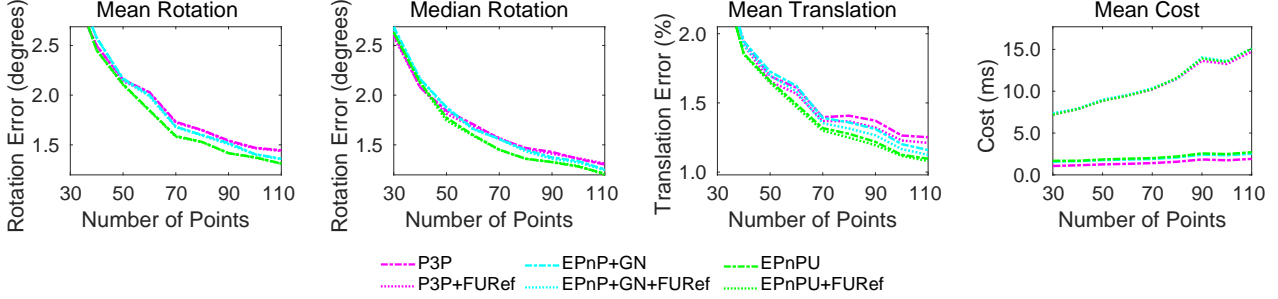 Mean Rotation
Rotation Error (degrees)
2.5
2.0
1.5
30 50 70 90 110
Number of Points
Median Rotation
Rotation Error (degrees)
2.5
2.0
1.5
30 50 70 90 110
Number of Points
Mean Translation
Translation Error (%)
2.0
1.6
1.4
1.0
30 50 70 90 110
Number of Points
Mean Cost
Cost (ms)
15.0
10.0
5.0
0.0
30 50 70 90 110
Number of Points
P3P EPnP+GN EPnPU
P3P+FURef EPnP+GN+FURef EPnPU+FURef